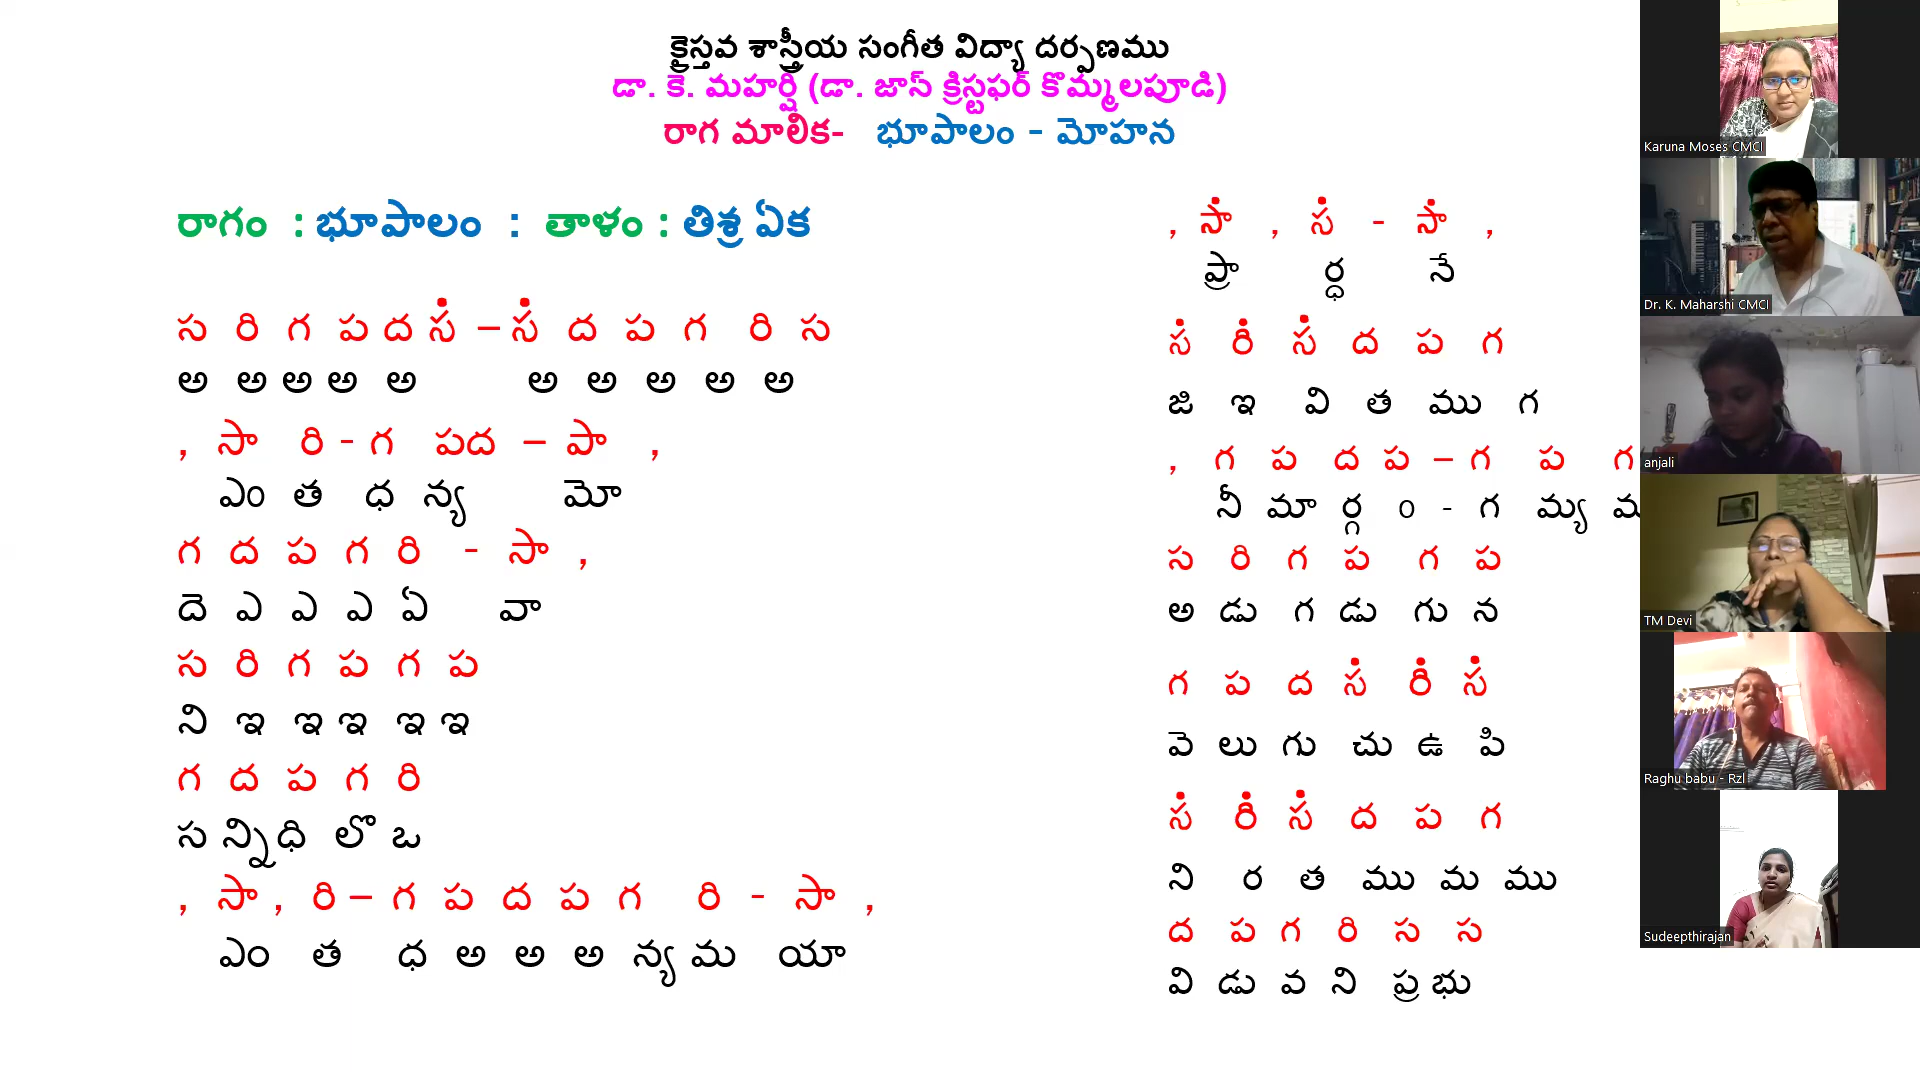 క్రైస్తవ శాస్త్రీయ సంగీత విద్యా దర్పణము
డా. కె. మహర్షి (డా. జాస్ క్రిస్టఫర్ కొమ్మలపూడి)
రాగ మాలిక- భూపాలం - మోహన
రాగం : భూపాలం : తాళం : తిశ్ర ఏక
స రి గ ప ద స̇ – స̇ ద ప గ రి స
అ అ అ అ అ అ అ అ అ అ
, సా రి - గ పద – పా ,
ఎం త ధ న్య మో
గ ద ప గ రి - సా ,
దె ఎ ఎ ఎ ఏ వా
స రి గ ప గ ప
ని ఇ ఇ ఇ ఇ ఇ
గ ద ప గ రి
స న్నిధి లొ ఒ
, సా , రి – గ ప ద ప గ రి - సా ,
ఎం త ధ అ అ అ న్య మ యా
, సా̇ , స̇ - సా̇ ,
ప్రా ర్ధ నే
స̇ రి̇ స̇ ద ప గ
జి ఇ వి త ము గ
, గ ప ద ప – గ ప గ
నీ మా ర్గ ం - గ మ్య
స రి గ ప గ ప
అ డు గ డు గు న
గ ప ద స̇ రి̇ స̇
వె లు గు చు ఉ పి
స̇ రి̇ స̇ ద ప గ
ని ర త ము మ ము
ద ప గ రి స స
వి డు వ ని ప్ర భు
Karuna Moses CMCI
Dr. K. Maharshi CMCI
anjali
TM Devi
Raghu babu - Rzl
Sudeepthirajan